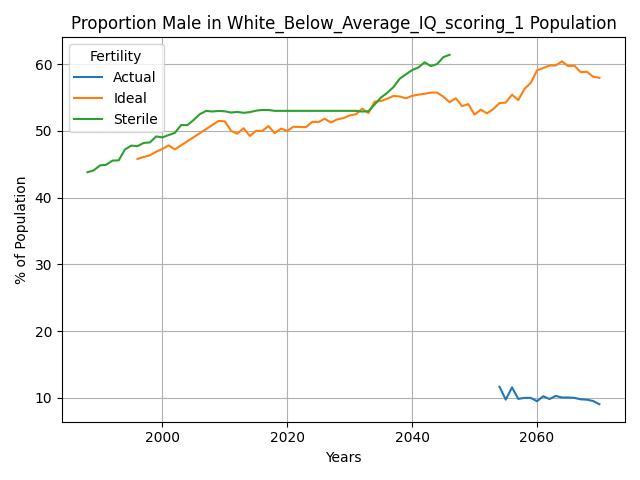 Proportion Male in White_Below_Average_IQ_scoring_1 Population
Fertility
Actual
Ideal
Sterile
% of Population
60
50
40
30
20
10
2000
2020
2040
2060
Years